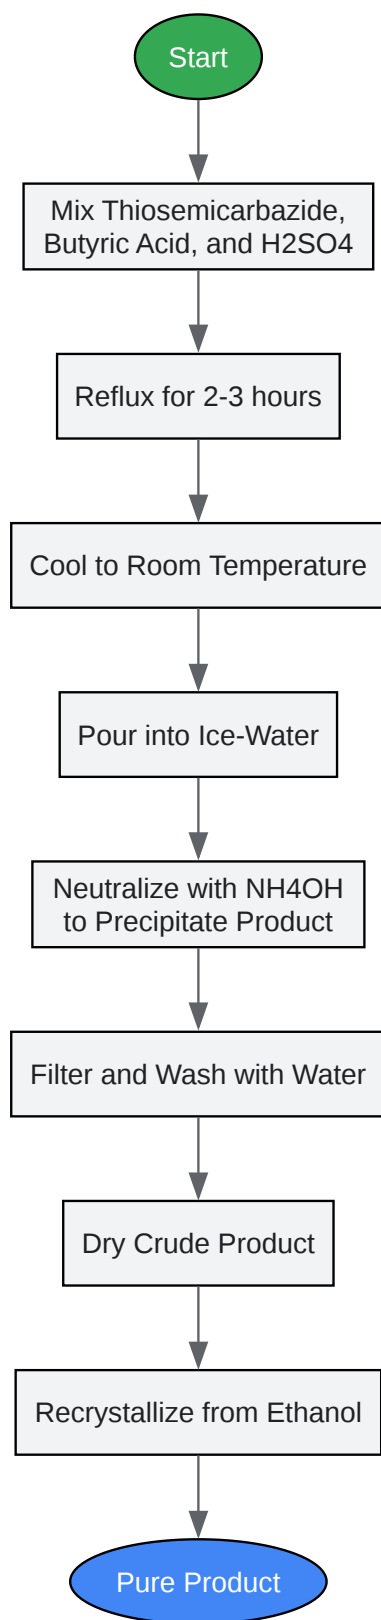 Start
Mix Thiosemicarbazide,
Butyric Acid, and H2SO4
Reflux for 2-3 hours
Cool to Room Temperature
Pour into Ice-Water
Neutralize with NH4OH
to Precipitate Product
Filter and Wash with Water
Dry Crude Product
Recrystallize from Ethanol
Pure Product